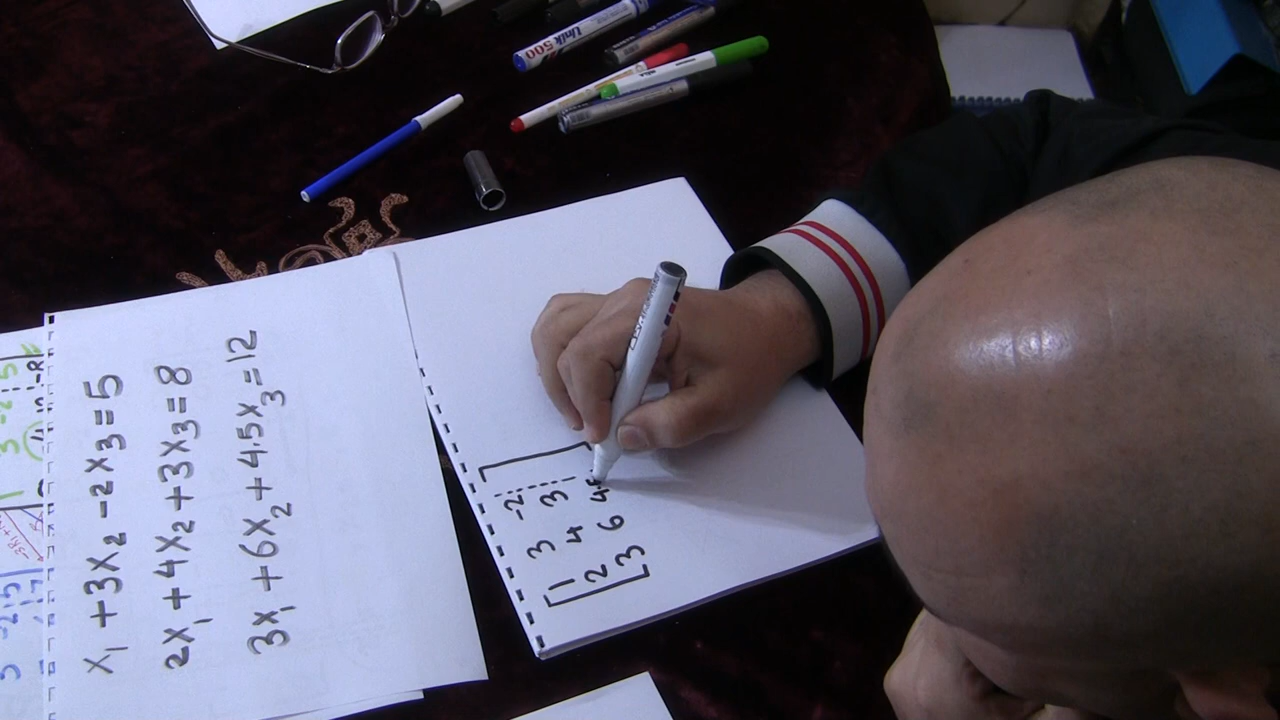 x₁ + 3x₂ - 2x₃ = 5
2x₁ + 4x₂ + 3x₃ = 8
3x₁ + 6x₂ + 4.5x₃ = 12
1 3 -2
2 4 3
3 6 4.5
Unik
500